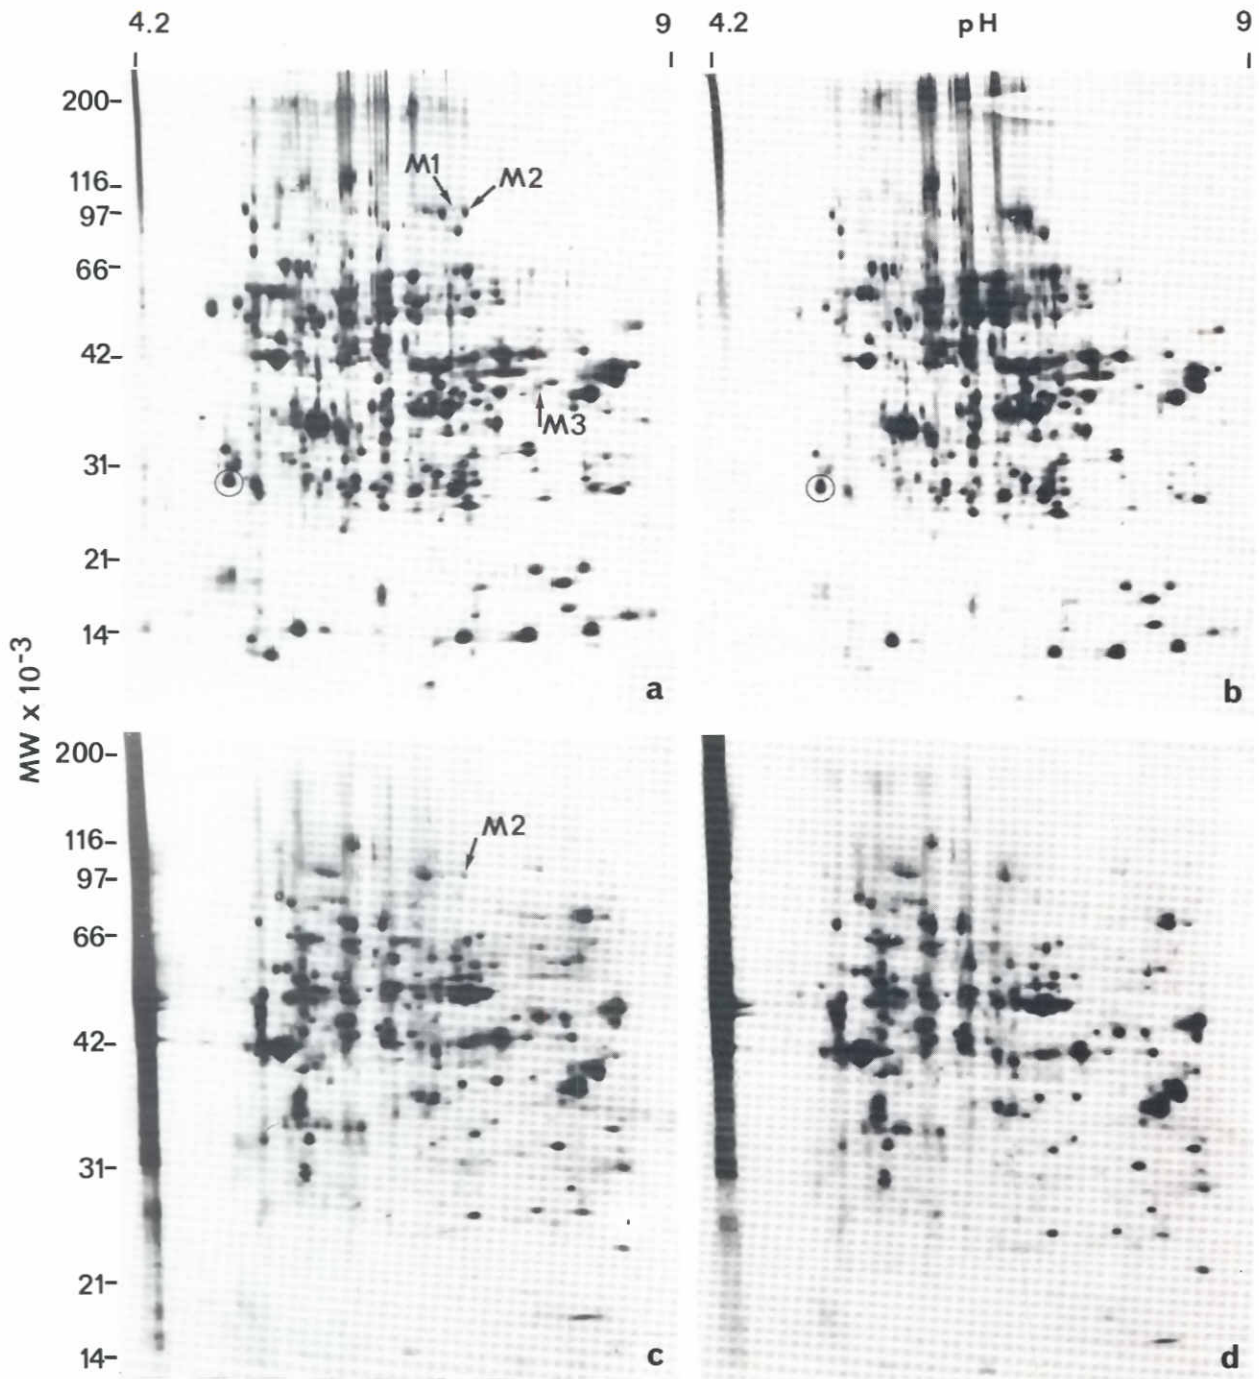 4.2 9 4.2 pH 9
200-
116-
97-
66-
42-
31-
21-
14-
M1
M2
M3
a
b
MW x 10-3
200-
116-
97-
66-
42-
31-
21-
14-
M2
c
d